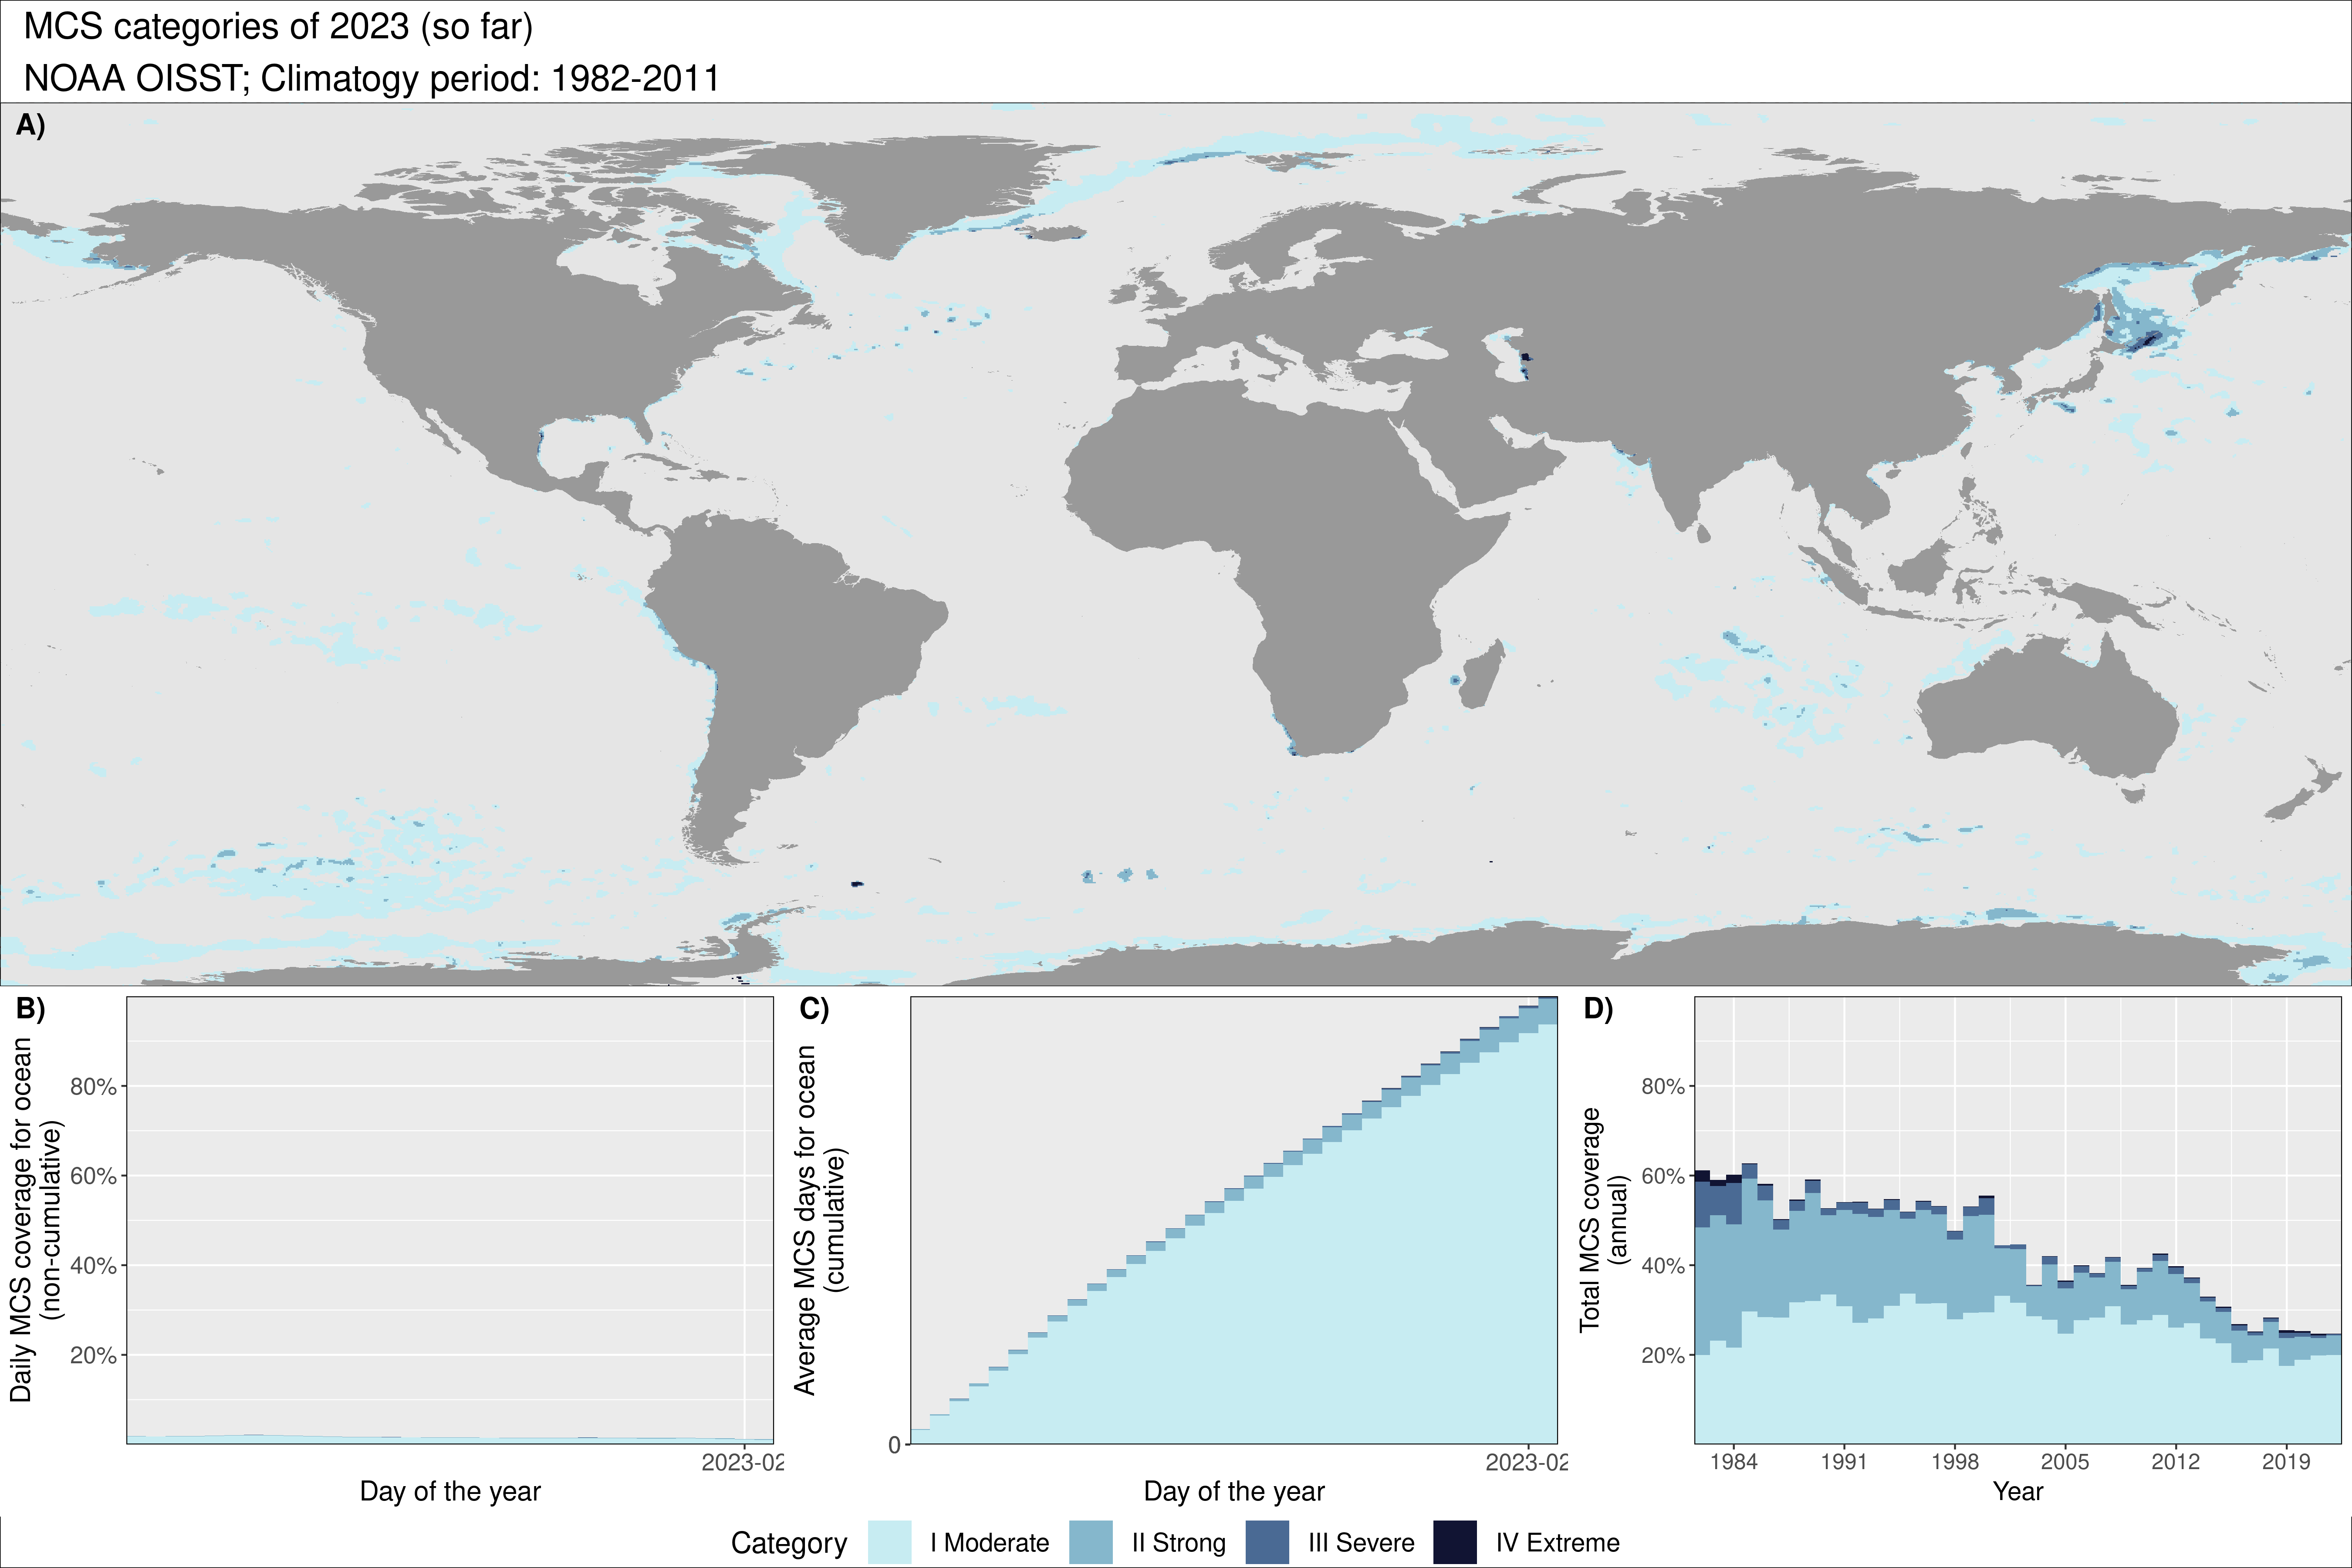 MCS categories of 2023 (so far)
NOAA OISST; Climatogy period: 1982-2011
A)
B)
Daily MCS coverage for ocean
(non-cumulative)
80%
60%
40%
20%
2023-02
Day of the year
C)
Average MCS days for ocean
(cumulative)
0
2023-02
Day of the year
D)
Total MCS coverage
(annual)
80%
60%
40%
20%
1984 1991 1998 2005 2012 2019
Year
Category I Moderate II Strong III Severe IV Extreme